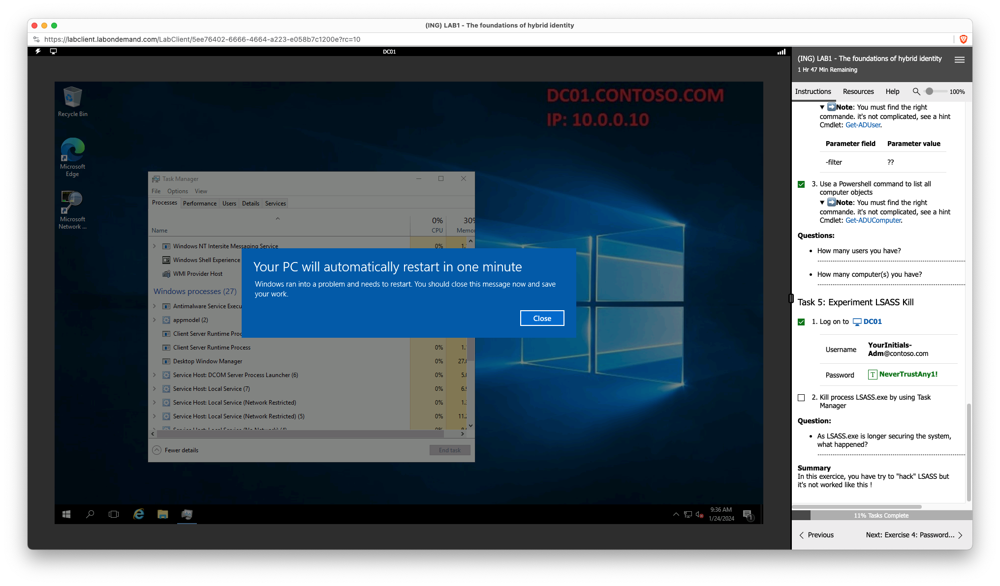 (ING) LAB1 - The foundations of hybrid identity
https://labclient.labondemand.com/LabClient/5ee76402-6666-4664-a223-e058b7c1200e?rc=10
DC01
Recycle Bin
Microsoft
Edge
Microsoft
Network ...
DC01.CONTOSO.COM
IP: 10.0.0.10
Task Manager
File Options View
Processes Performance Users Details Services
0% 30%
Name CPU Memor
Windows NT Intersite Messaging Service 0% 1.
Windows Shell Experience
WMI Provider Host
Windows processes (27)
Antimalware Service Execu
appmodel (2)
Client Server Runtime Proc
Client Server Runtime Process 0% 1.
Desktop Window Manager 0% 27.
Service Host: DCOM Server Process Launcher (6) 0% 5.
Service Host: Local Service (7) 0% 6.
Service Host: Local Service (Network Restricted) 0% 1.
Service Host: Local Service (Network Restricted) (5) 0% 11.
Service Host: Local Service (No Network) (4) 0%
Fewer details
End task
Your PC will automatically restart in one minute
Windows ran into a problem and needs to restart. You should close this message now and save
your work.
Close
9:36 AM
1/24/2024
1
(ING) LAB1 - The foundations of hybrid identity
1 Hr 47 Min Remaining
Instructions Resources Help 100%
Note: You must find the right
commande. it's not complicated, see a hint
Cmdlet: Get-ADUser.
Parameter field Parameter value
-filter ??
3. Use a Powershell command to list all
computer objects
Note: You must find the right
commande. it's not complicated, see a hint
Cmdlet: Get-ADUComputer.
Questions:
• How many users you have?
• How many computer(s) you have?
Task 5: Experiment LSASS Kill
1. Log on to DC01
Username YourInitials-
Adm@contoso.com
Password T NeverTrustAny1!
2. Kill process LSASS.exe by using Task
Manager
Question:
• As LSASS.exe is longer securing the system,
what happened?
Summary
In this exercice, you have try to "hack" LSASS but
it's not worked like this !
11% Tasks Complete
Previous
Next: Exercise 4: Password...